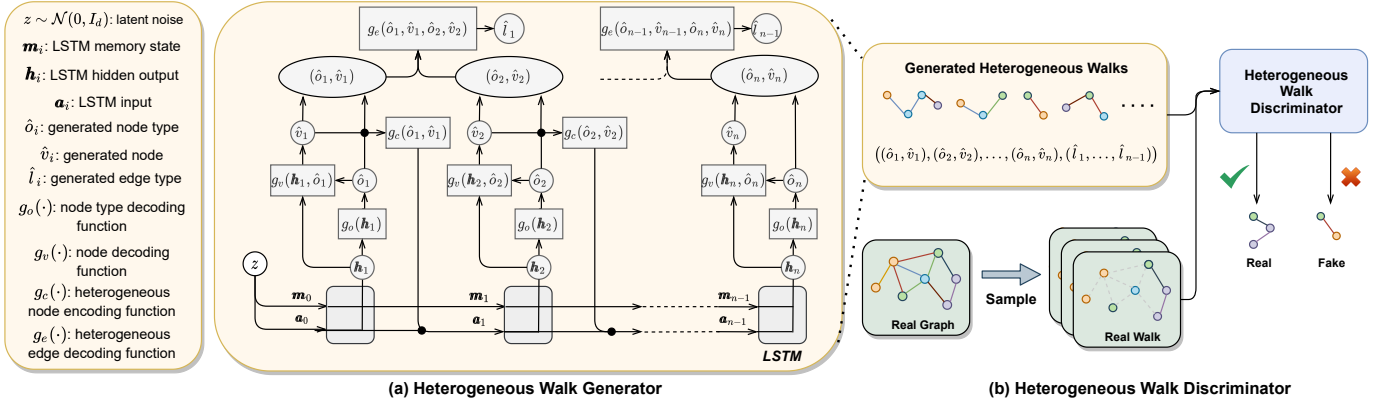 z ∼ 𝒩(0, I_d): latent noise
m_i: LSTM memory state
h_i: LSTM hidden output
a_i: LSTM input
ô_i: generated node type
v̂_i: generated node
l̂_i: generated edge type
g_o(·): node type decoding
function
g_v(·): node decoding
function
g_c(·): heterogeneous
node encoding function
g_e(·): heterogeneous
edge decoding function
g_e(ô_1, v̂_1, ô_2, v̂_2)
l̂_1
g_e(ô_{n−1}, v̂_{n−1}, ô_n, v̂_n)
l̂_{n−1}
(ô_1, v̂_1)
(ô_2, v̂_2)
(ô_n, v̂_n)
v̂_1
g_c(ô_1, v̂_1)
v̂_2
g_c(ô_2, v̂_2)
v̂_n
g_v(h_1, ô_1)
ô_1
g_v(h_2, ô_2)
ô_2
g_v(h_n, ô_n)
ô_n
g_o(h_1)
g_o(h_2)
g_o(h_n)
z
h_1
h_2
h_n
m_0
m_1
m_{n−1}
a_0
a_1
a_{n−1}
LSTM
(a) Heterogeneous Walk Generator
Generated Heterogeneous Walks
((ô_1, v̂_1), (ô_2, v̂_2), . . . , (ô_n, v̂_n), (l̂_1, . . . , l̂_{n−1}))
Heterogeneous
Walk
Discriminator
Real
Fake
Real Graph
Sample
Real Walk
(b) Heterogeneous Walk Discriminator